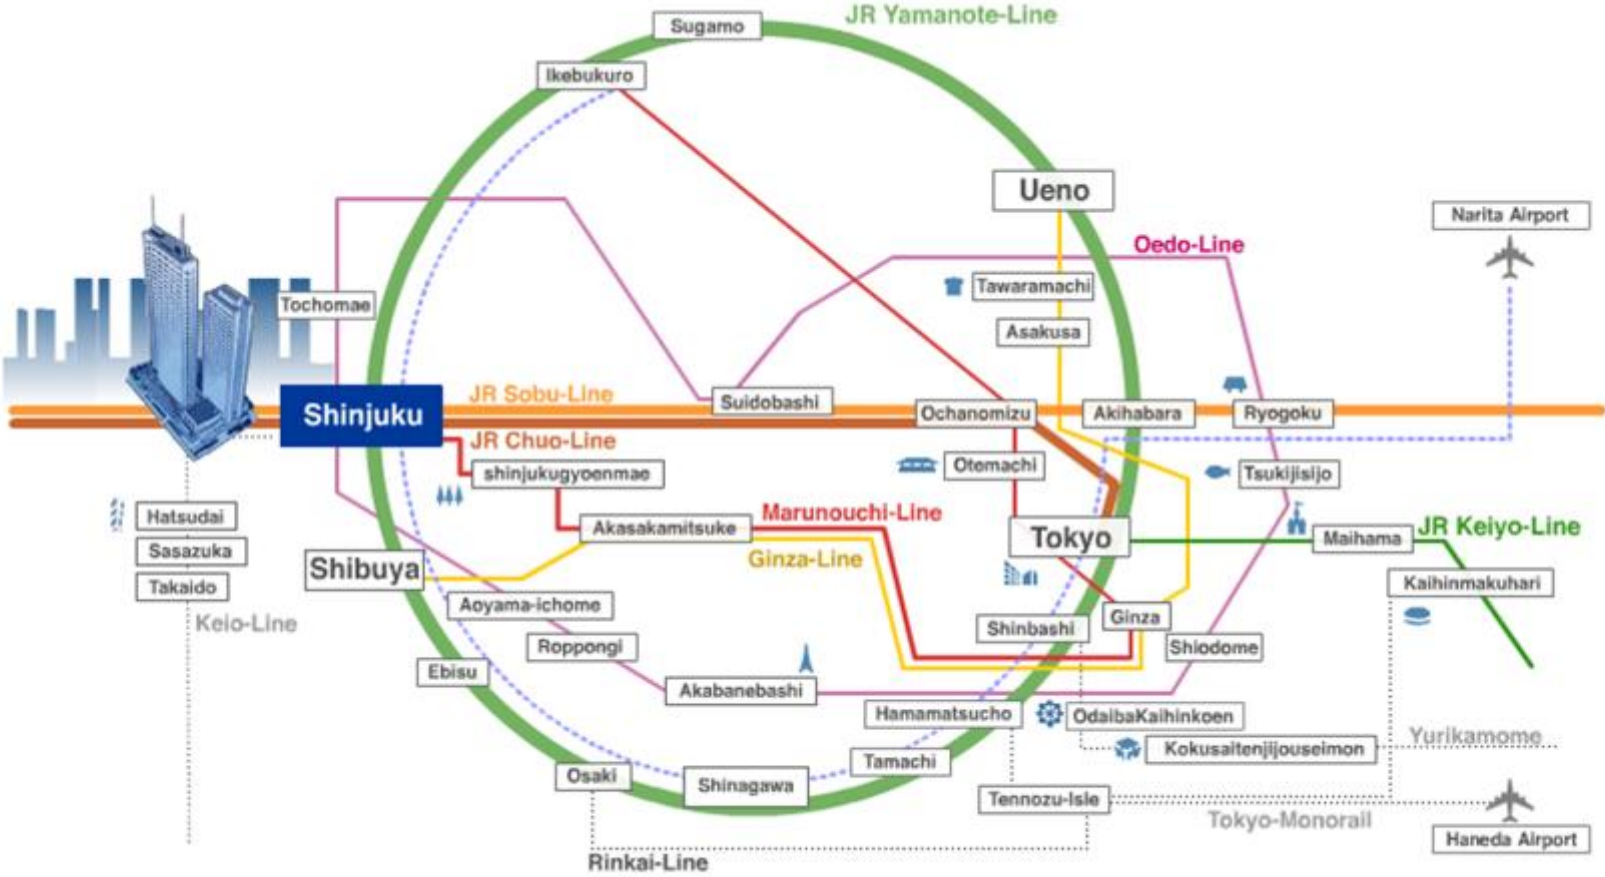 JR Yamanote-Line
Sugamo
Ikebukuro
Ueno
Narita Airport
Oedo-Line
Tawaramachi
Tochomae
Asakusa
JR Sobu-Line
Suidobashi
Shinjuku
Ochanomizu
Akihabara
Ryogoku
JR Chuo-Line
shinjukugyoenmae
Otemachi
Tsukijisijo
Hatsudai
Marunouchi-Line
Akasakamitsuke
JR Keiyo-Line
Tokyo
Maihama
Sasazuka
Ginza-Line
Shibuya
Takaido
Kaihinmakuhari
Aoyama-ichome
Keio-Line
Ginza
Shinbashi
Roppongi
Shiodome
Ebisu
Akabanebashi
Hamamatsucho
OdaibaKaihinkoen
Yurikamome
Kokusaitenjijouseimon
Tamachi
Osaki
Shinagawa
Tennozu-Isle
Tokyo-Monorail
Haneda Airport
Rinkai-Line